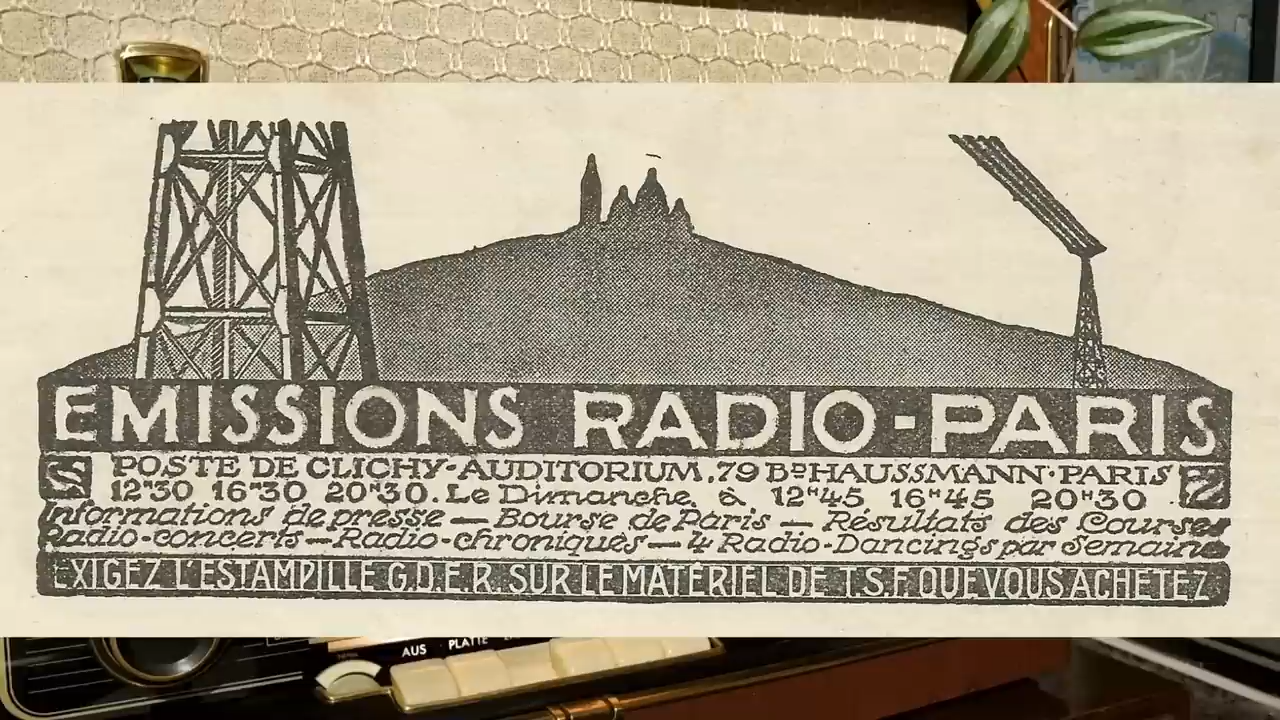 EMISSIONS RADIO-PARIS
POSTE DE CLICHY-AUDITORIUM, 79 Bᴰ HAUSSMANN·PARIS
12ᴴ30 16ᴴ30 20ᴴ30. Le Dimanche, à 12ᴴ45 16ᴴ45 20ᴴ30.
Informations de presse — Bourse de Paris — Résultats des Courses
Radio-concerts — Radio-chroniques — 4 Radio-Dancings par Semaine
EXIGEZ L'ESTAMPILLE G.D.E.R. SUR LE MATÉRIEL DE T.S.F. QUE VOUS ACHETEZ
AUS PLATTE